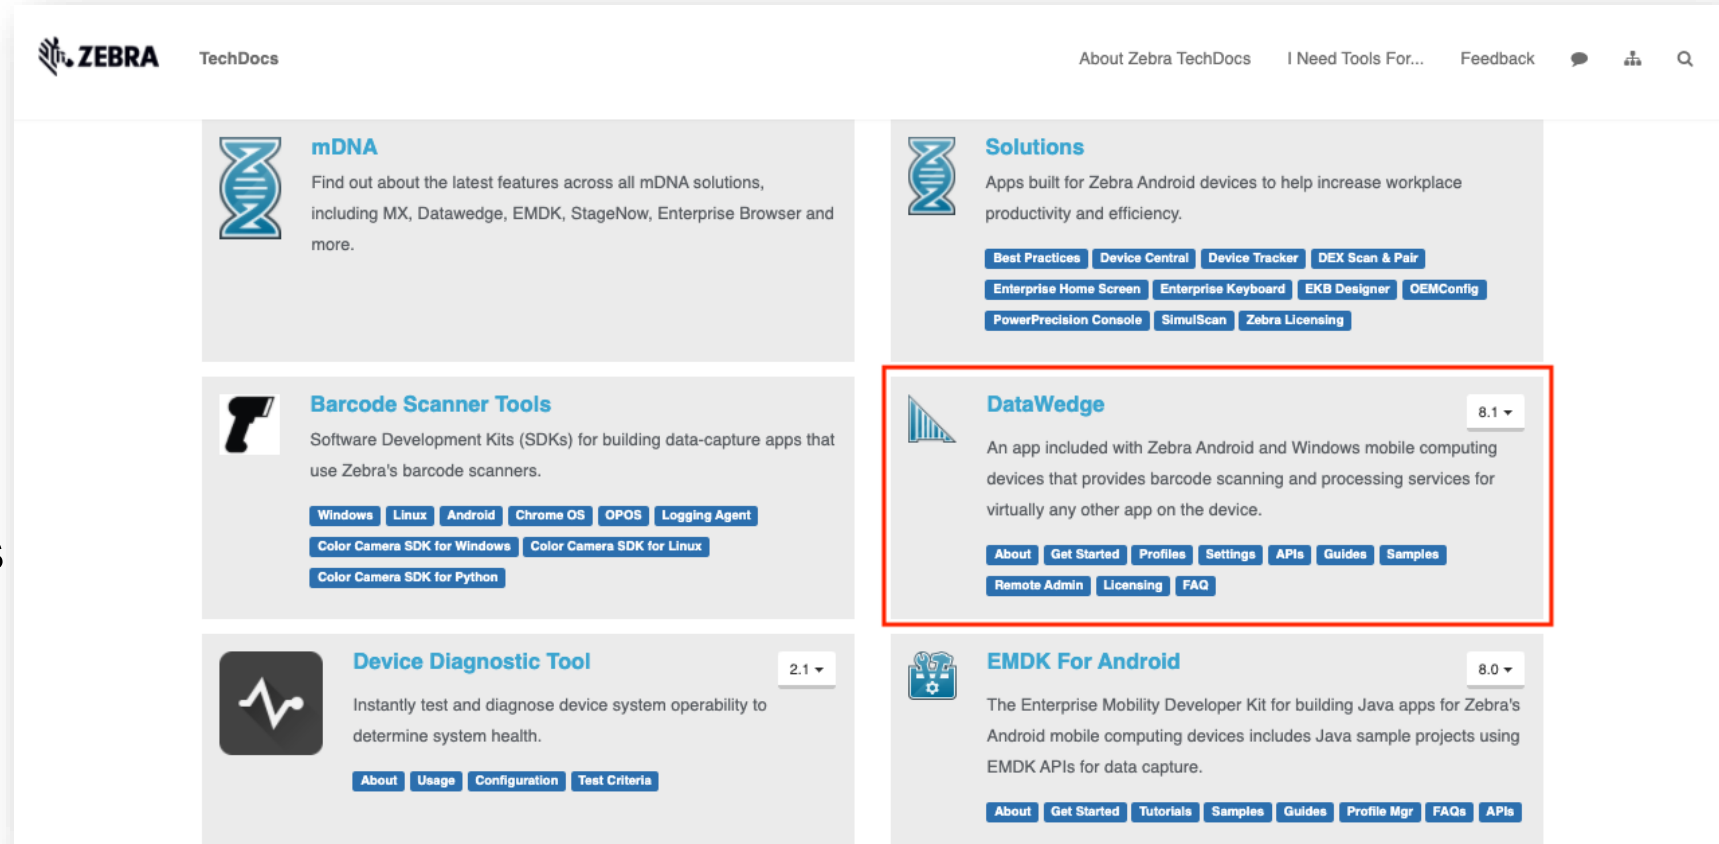 ZEBRA TechDocs About Zebra TechDocs I Need Tools For... Feedback
mDNA
Find out about the latest features across all mDNA solutions,
including MX, Datawedge, EMDK, StageNow, Enterprise Browser and
more.
Solutions
Apps built for Zebra Android devices to help increase workplace
productivity and efficiency.
Best Practices Device Central Device Tracker DEX Scan & Pair
Enterprise Home Screen Enterprise Keyboard EKB Designer OEMConfig
PowerPrecision Console SimulScan Zebra Licensing
Barcode Scanner Tools
Software Development Kits (SDKs) for building data-capture apps that
use Zebra's barcode scanners.
Windows Linux Android Chrome OS OPOS Logging Agent
Color Camera SDK for Windows Color Camera SDK for Linux
Color Camera SDK for Python
DataWedge 8.1
An app included with Zebra Android and Windows mobile computing
devices that provides barcode scanning and processing services for
virtually any other app on the device.
About Get Started Profiles Settings APIs Guides Samples
Remote Admin Licensing FAQ
Device Diagnostic Tool 2.1
Instantly test and diagnose device system operability to
determine system health.
About Usage Configuration Test Criteria
EMDK For Android 8.0
The Enterprise Mobility Developer Kit for building Java apps for Zebra's
Android mobile computing devices includes Java sample projects using
EMDK APIs for data capture.
About Get Started Tutorials Samples Guides Profile Mgr FAQs APIs